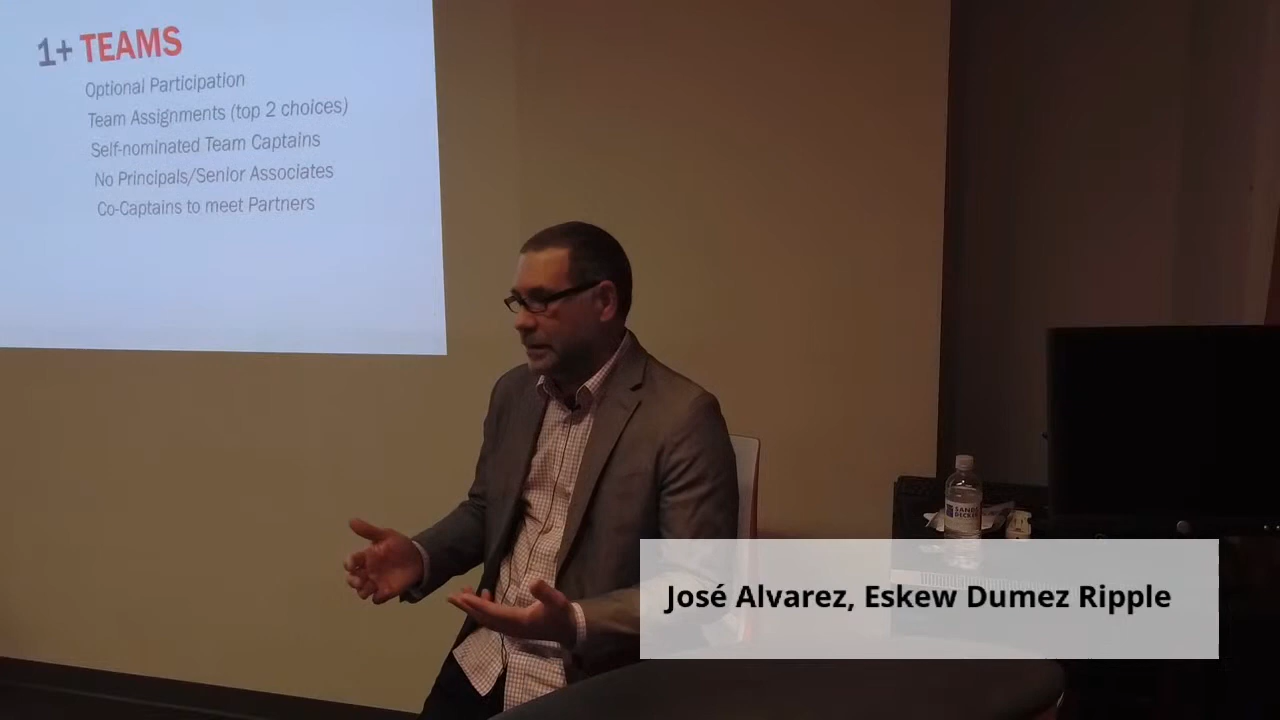 1+ TEAMS
Optional Participation
Team Assignments (top 2 choices)
Self-nominated Team Captains
No Principals/Senior Associates
Co-Captains to meet Partners
José Alvarez, Eskew Dumez Ripple